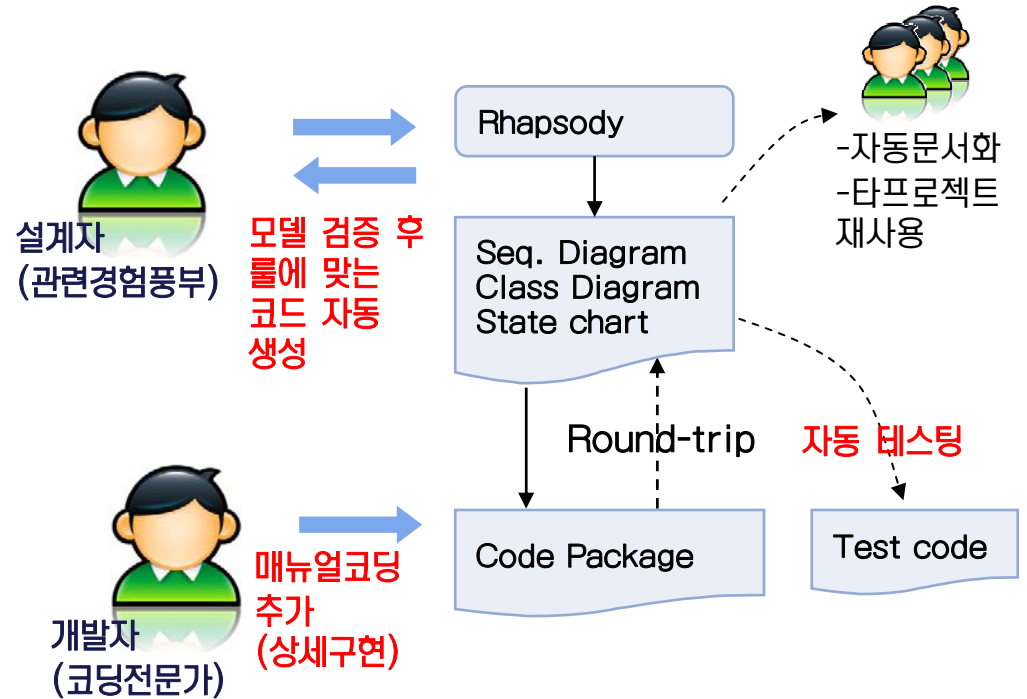 Rhapsody
-자동문서화
-타프로젝트
재사용
설계자
(관련경험풍부)
모델 검증 후
룰에 맞는
코드 자동
생성
Seq. Diagram
Class Diagram
State chart
Round-trip
자동 테스팅
개발자
(코딩전문가)
매뉴얼코딩
추가
(상세구현)
Code Package
Test code